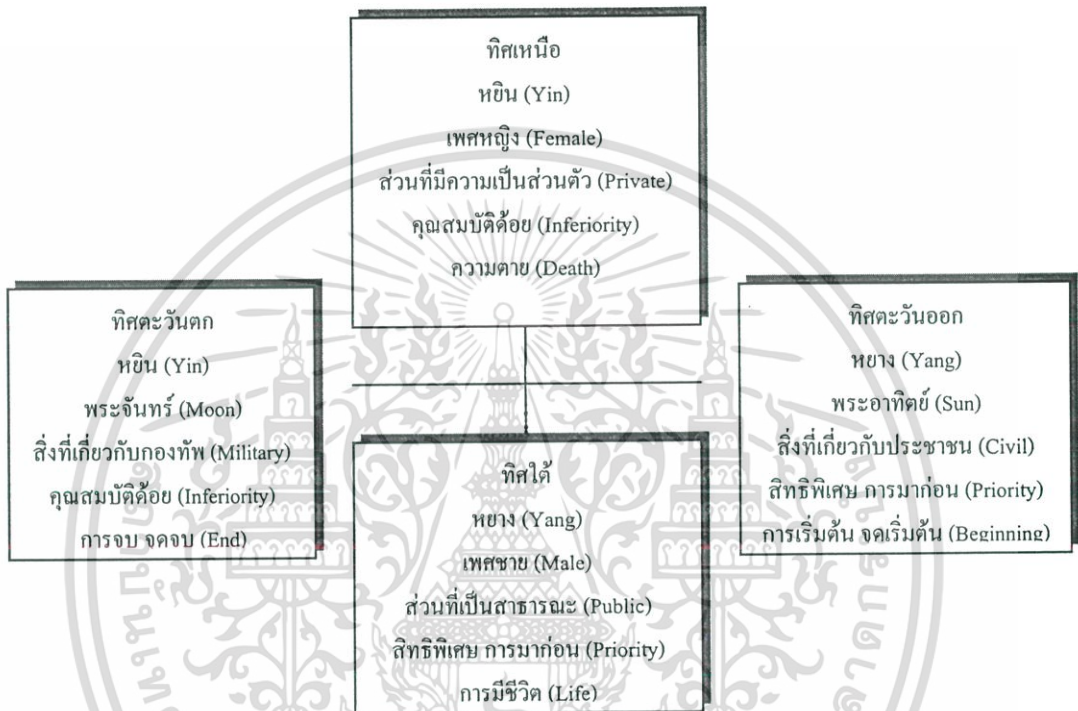 ทิศเหนือ
หยิน (Yin)
เพศหญิง (Female)
ส่วนที่มีความเป็นส่วนตัว (Private)
คุณสมบัติด้อย (Inferiority)
ความตาย (Death)
ทิศตะวันตก
หยิน (Yin)
พระจันทร์ (Moon)
สิ่งที่เกี่ยวกับกองทัพ (Military)
คุณสมบัติด้อย (Inferiority)
การจบ จุดจบ (End)
ทิศตะวันออก
หยาง (Yang)
พระอาทิตย์ (Sun)
สิ่งที่เกี่ยวกับประชาชน (Civil)
สิทธิพิเศษ การมาก่อน (Priority)
การเริ่มต้น จุดเริ่มต้น (Beginning)
ทิศใต้
หยาง (Yang)
เพศชาย (Male)
ส่วนที่เป็นสาธารณะ (Public)
สิทธิพิเศษ การมาก่อน (Priority)
การมีชีวิต (Life)